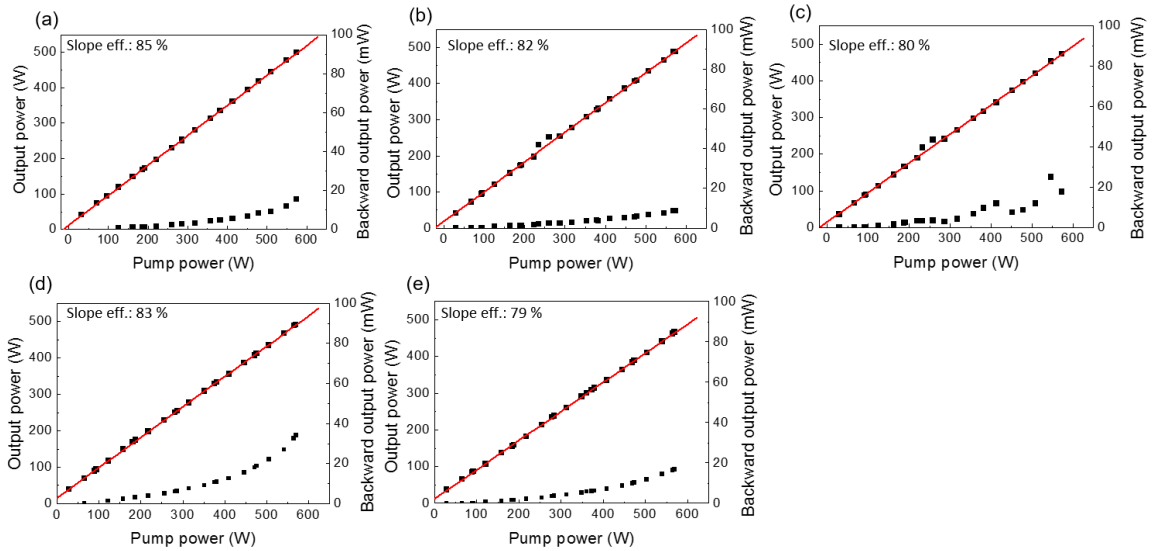 (a)
Slope eff.: 85 %
Output power (W)
500
400
300
200
100
0
Backward output power (mW)
100
80
60
40
20
0
0 100 200 300 400 500 600
Pump power (W)
(b)
Slope eff.: 82 %
Output power (W)
500
400
300
200
100
0
Backward output power (mW)
100
80
60
40
20
0
0 100 200 300 400 500 600
Pump power (W)
(c)
Slope eff.: 80 %
Output power (W)
500
400
300
200
100
0
Backward output power (mW)
100
80
60
40
20
0
0 100 200 300 400 500 600
Pump power (W)
(d)
Slope eff.: 83 %
Output power (W)
500
400
300
200
100
0
Backward output power (mW)
100
80
60
40
20
0
0 100 200 300 400 500 600
Pump power (W)
(e)
Slope eff.: 79 %
Output power (W)
500
400
300
200
100
0
Backward output power (mW)
100
80
60
40
20
0
0 100 200 300 400 500 600
Pump power (W)